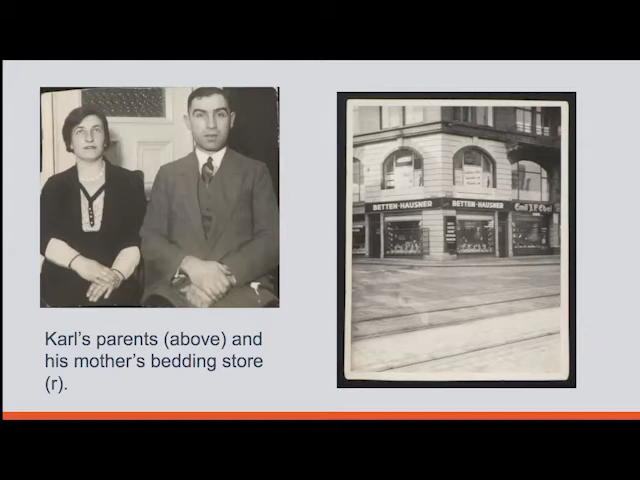 Karl's parents (above) and
his mother's bedding store
(r).
BETTEN-HAUSNER
BETTEN-HAUSNER